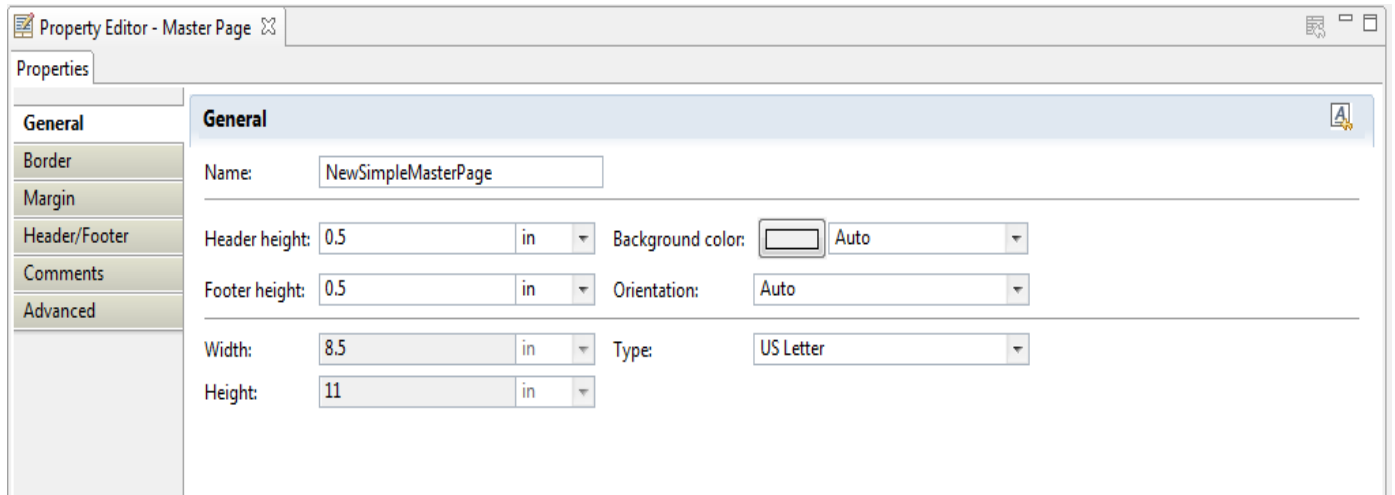 Property Editor - Master Page
Properties
General
Border
Margin
Header/Footer
Comments
Advanced
General
Name: NewSimpleMasterPage
Header height: 0.5 in Background color: Auto
Footer height: 0.5 in Orientation: Auto
Width: 8.5 in Type: US Letter
Height: 11 in